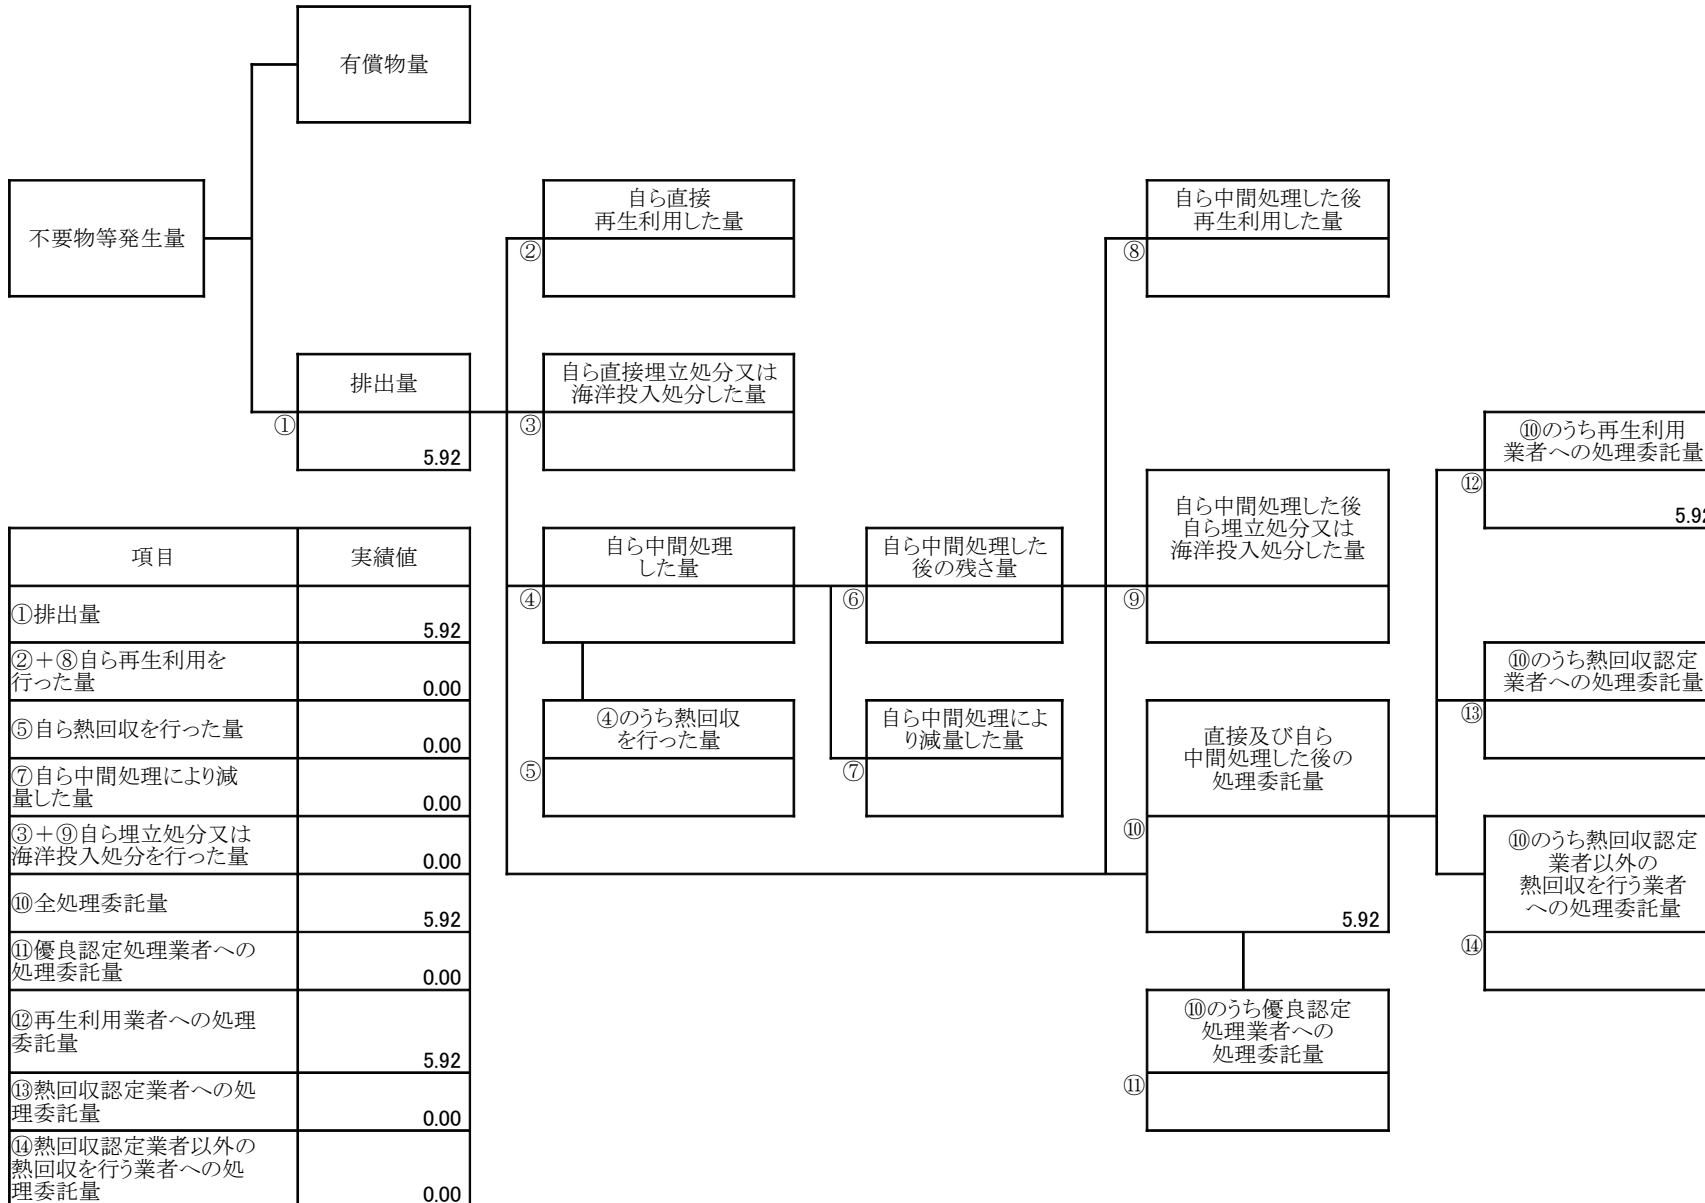 有償物量
不要物等発生量
自ら直接
再生利用した量
②
自ら中間処理した後
再生利用した量
⑧
排出量
①
5.92
自ら直接埋立処分又は
海洋投入処分した量
③
自ら中間処理
した量
④
自ら中間処理した
後の残さ量
⑥
自ら中間処理した後
自ら埋立処分又は
海洋投入処分した量
⑨
⑩のうち再生利用
業者への処理委託量
⑫
5.92
④のうち熱回収
を行った量
⑤
自ら中間処理によ
り減量した量
⑦
直接及び自ら
中間処理した後の
処理委託量
⑩
5.92
⑩のうち熱回収認定
業者への処理委託量
⑬
⑩のうち熱回収認定
業者以外の
熱回収を行う業者
への処理委託量
⑭
⑩のうち優良認定
処理業者への
処理委託量
⑪
項目 実績値
①排出量 5.92
②+⑧自ら再生利用を
行った量 0.00
⑤自ら熱回収を行った量 0.00
⑦自ら中間処理により減
量した量 0.00
③+⑨自ら埋立処分又は
海洋投入処分を行った量 0.00
⑩全処理委託量 5.92
⑪優良認定処理業者への
処理委託量 0.00
⑫再生利用業者への処理
委託量 5.92
⑬熱回収認定業者への処
理委託量 0.00
⑭熱回収認定業者以外の
熱回収を行う業者への処
理委託量 0.00